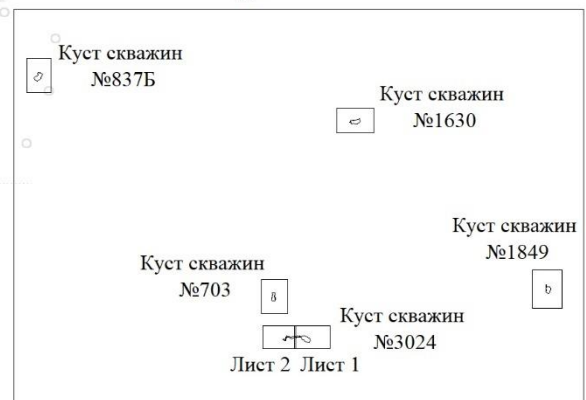 Куст скважин
№837Б
Куст скважин
№1630
Куст скважин
№1849
Куст скважин
№703
Куст скважин
№3024
Лист 2 Лист 1